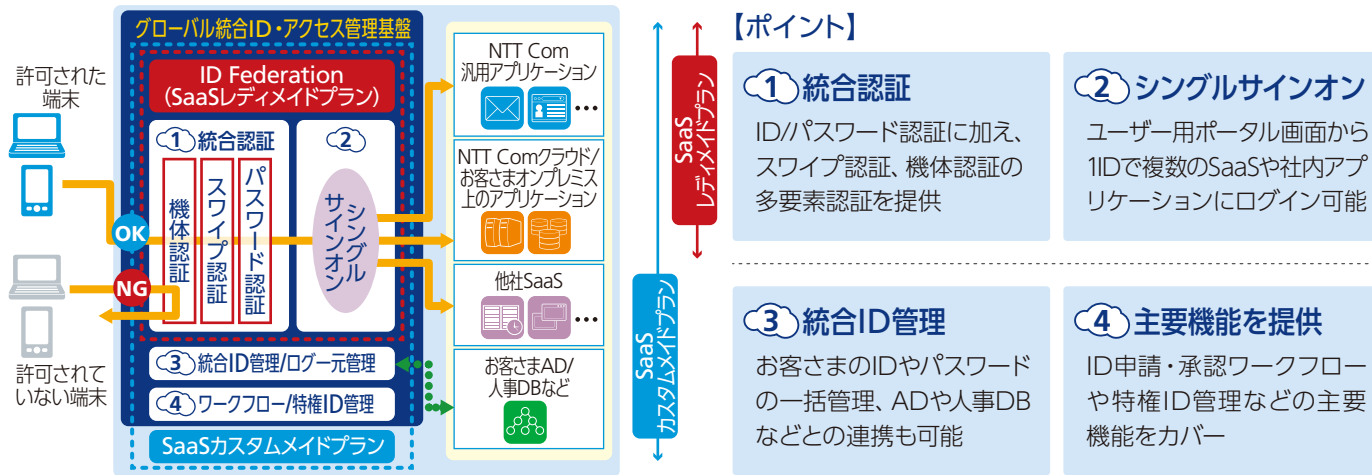 グローバル統合ID・アクセス管理基盤
ID Federation
(SaaSレディメイドプラン)
許可された
端末
許可されて
いない端末
OK
NG
1 統合認証
機体認証
スワイプ認証
パスワード認証
2
シングル
サインオン
3 統合ID管理/ログ一元管理
4 ワークフロー/特権ID管理
SaaSカスタムメイドプラン
NTT Com
汎用アプリケーション
...
NTT Comクラウド/
お客さまオンプレミス
上のアプリケーション
他社SaaS
...
お客さまAD/
人事DBなど
SaaS
レディメイドプラン
SaaS
カスタムメイドプラン
【ポイント】
1 統合認証
ID/パスワード認証に加え、
スワイプ認証、機体認証の
多要素認証を提供
2 シングルサインオン
ユーザー用ポータル画面から
1IDで複数のSaaSや社内アプ
リケーションにログイン可能
3 統合ID管理
お客さまのIDやパスワード
の一括管理、ADや人事DB
などとの連携も可能
4 主要機能を提供
ID申請・承認ワークフロー
や特権ID管理などの主要
機能をカバー